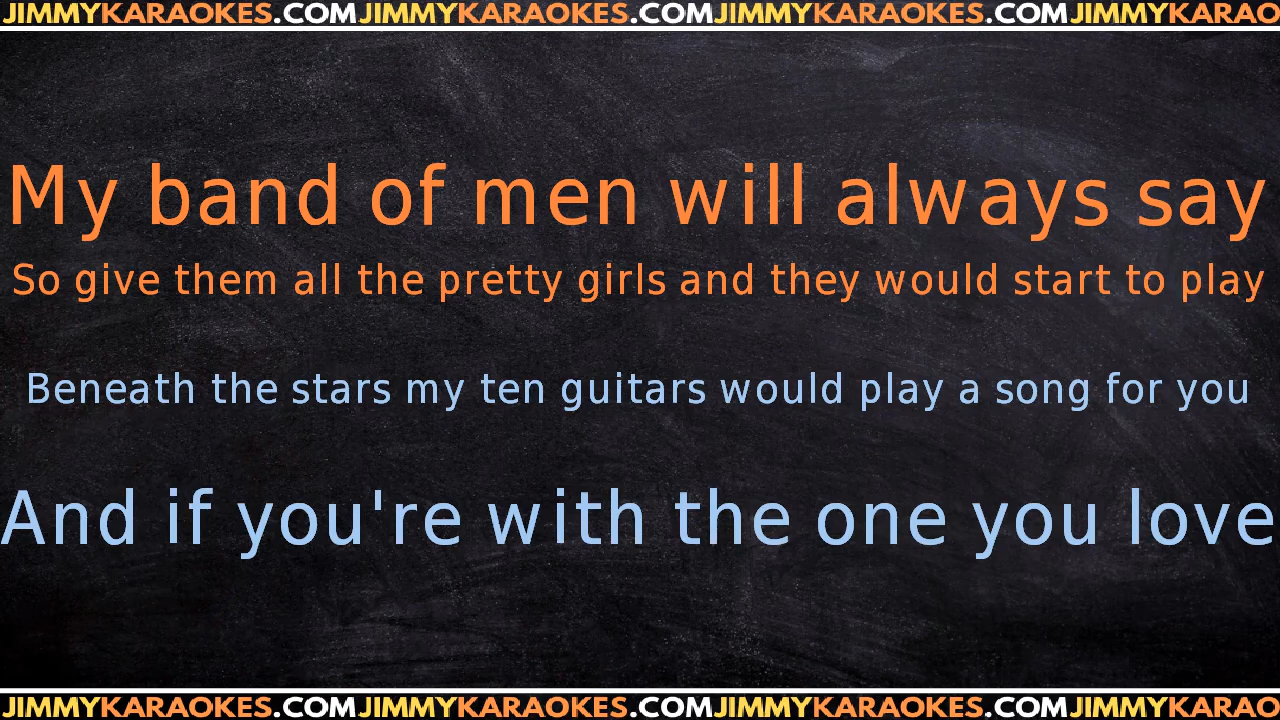 JIMMYKARAOKES.COMJIMMYKARAOKES.COMJIMMYKARAOKES.COMJIMMYKARAO
My band of men will always say
So give them all the pretty girls and they would start to play
Beneath the stars my ten guitars would play a song for you
And if you're with the one you love
JIMMYKARAOKES.COMJIMMYKARAOKES.COMJIMMYKARAOKES.COMJIMMYKARAO